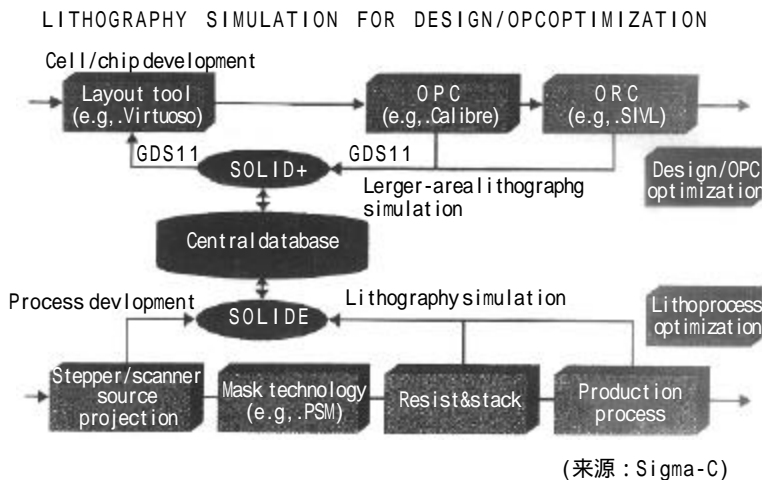 LITHOGRAPHY SIMULATION FOR DESIGN/OPCOPTIMIZATION
Cell/chip development
Layout tool
(e.g,.Virtuoso)
OPC
(e.g,.Calibre)
ORC
(e.g,.SIVL)
GDS11
SOLID+
GDS11
Lerger-arealithographg
simulation
Design/OPC
optimization
Centraldatabase
Process devlopment
SOLIDE
Lithography simulation
Lithoprocess
optimization
Stepper/scanner
source
projection
Mask technology
(e.g,.PSM)
Resist&stack
Production
process
(来源:Sigma-C)